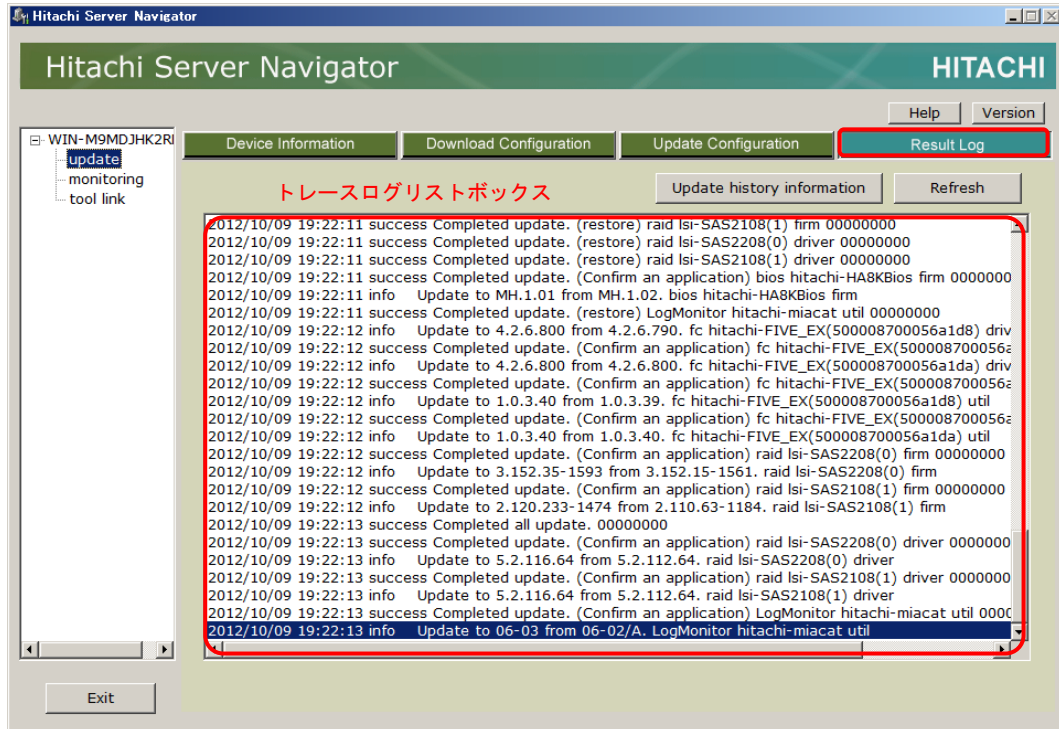 Hitachi Server Navigator
Hitachi Server Navigator
HITACHI
Help
Version
WIN-M9MDJHK2R
update
monitoring
tool link
Device Information
Download Configuration
Update Configuration
Result Log
トレースログリストボックス
Update history information
Refresh
2012/10/09 19:22:11 success Completed update. (restore) raid lsi-SAS2108(1) firm 00000000
2012/10/09 19:22:11 success Completed update. (restore) raid lsi-SAS2208(0) driver 00000000
2012/10/09 19:22:11 success Completed update. (restore) raid lsi-SAS2108(1) driver 00000000
2012/10/09 19:22:11 success Completed update. (Confirm an application) bios hitachi-HA8KBios firm 0000000
2012/10/09 19:22:11 info Update to MH.1.01 from MH.1.02. bios hitachi-HA8KBios firm
2012/10/09 19:22:11 success Completed update. (restore) LogMonitor hitachi-miacat util 00000000
2012/10/09 19:22:12 info Update to 4.2.6.800 from 4.2.6.790. fc hitachi-FIVE_EX(500008700056a1d8) driv
2012/10/09 19:22:12 success Completed update. (Confirm an application) fc hitachi-FIVE_EX(500008700056a
2012/10/09 19:22:12 info Update to 4.2.6.800 from 4.2.6.800. fc hitachi-FIVE_EX(500008700056a1da) driv
2012/10/09 19:22:12 success Completed update. (Confirm an application) fc hitachi-FIVE_EX(500008700056a
2012/10/09 19:22:12 info Update to 1.0.3.40 from 1.0.3.39. fc hitachi-FIVE_EX(500008700056a1d8) util
2012/10/09 19:22:12 success Completed update. (Confirm an application) fc hitachi-FIVE_EX(500008700056a
2012/10/09 19:22:12 info Update to 1.0.3.40 from 1.0.3.40. fc hitachi-FIVE_EX(500008700056a1da) util
2012/10/09 19:22:12 success Completed update. (Confirm an application) raid lsi-SAS2208(0) firm 00000000
2012/10/09 19:22:12 info Update to 3.152.35-1593 from 3.152.15-1561. raid lsi-SAS2208(0) firm
2012/10/09 19:22:12 success Completed update. (Confirm an application) raid lsi-SAS2108(1) firm 00000000
2012/10/09 19:22:12 info Update to 2.120.233-1474 from 2.110.63-1184. raid lsi-SAS2108(1) firm
2012/10/09 19:22:13 success Completed all update. 00000000
2012/10/09 19:22:13 success Completed update. (Confirm an application) raid lsi-SAS2208(0) driver 0000000
2012/10/09 19:22:13 info Update to 5.2.116.64 from 5.2.112.64. raid lsi-SAS2208(0) driver
2012/10/09 19:22:13 success Completed update. (Confirm an application) raid lsi-SAS2108(1) driver 0000000
2012/10/09 19:22:13 info Update to 5.2.116.64 from 5.2.112.64. raid lsi-SAS2108(1) driver
2012/10/09 19:22:13 success Completed update. (Confirm an application) LogMonitor hitachi-miacat util 000
2012/10/09 19:22:13 info Update to 06-03 from 06-02/A. LogMonitor hitachi-miacat util
Exit